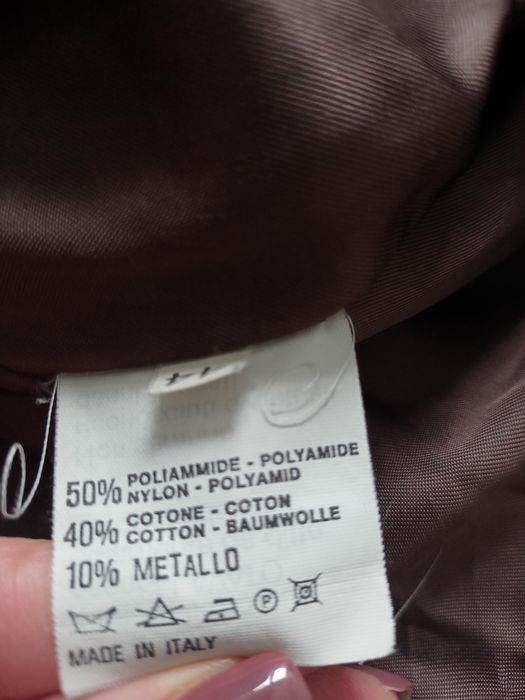 50% POLIAMMIDE - POLYAMIDE
NYLON - POLYAMID
40% COTONE - COTON
COTTON - BAUMWOLLE
10% METALLO
P
MADE IN ITALY